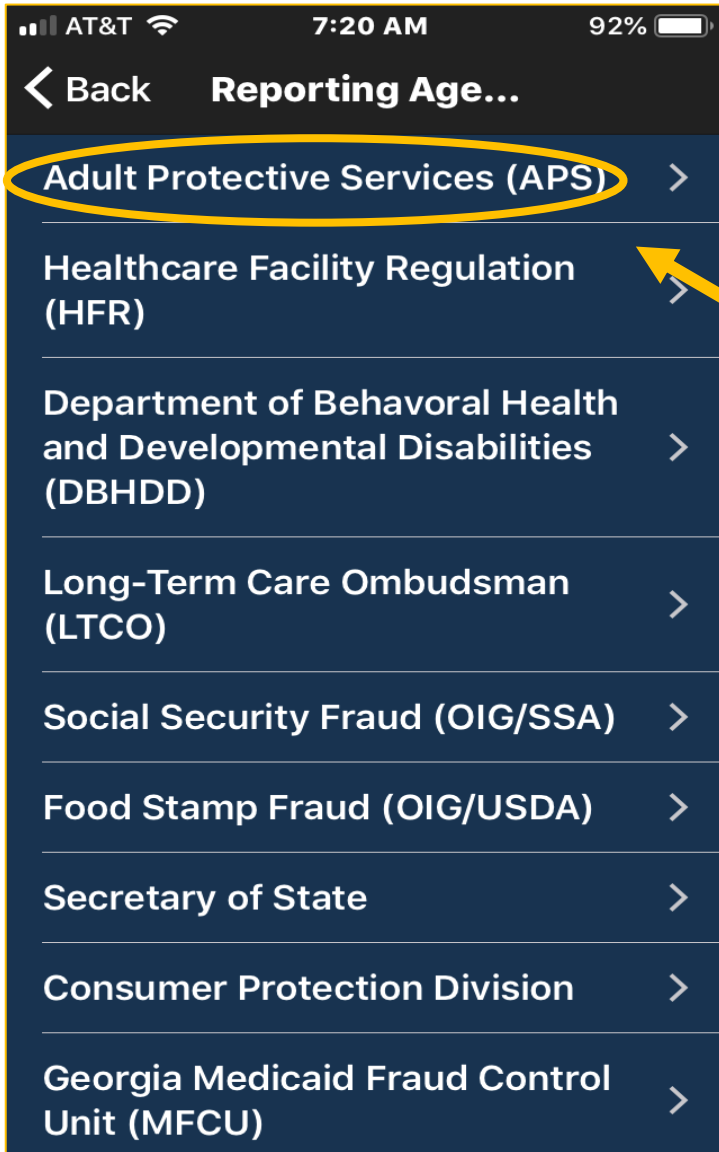 AT&T 7:20 AM 92%
Back Reporting Age...
Adult Protective Services (APS)
Healthcare Facility Regulation
(HFR)
Department of Behavoral Health
and Developmental Disabilities
(DBHDD)
Long-Term Care Ombudsman
(LTCO)
Social Security Fraud (OIG/SSA)
Food Stamp Fraud (OIG/USDA)
Secretary of State
Consumer Protection Division
Georgia Medicaid Fraud Control
Unit (MFCU)